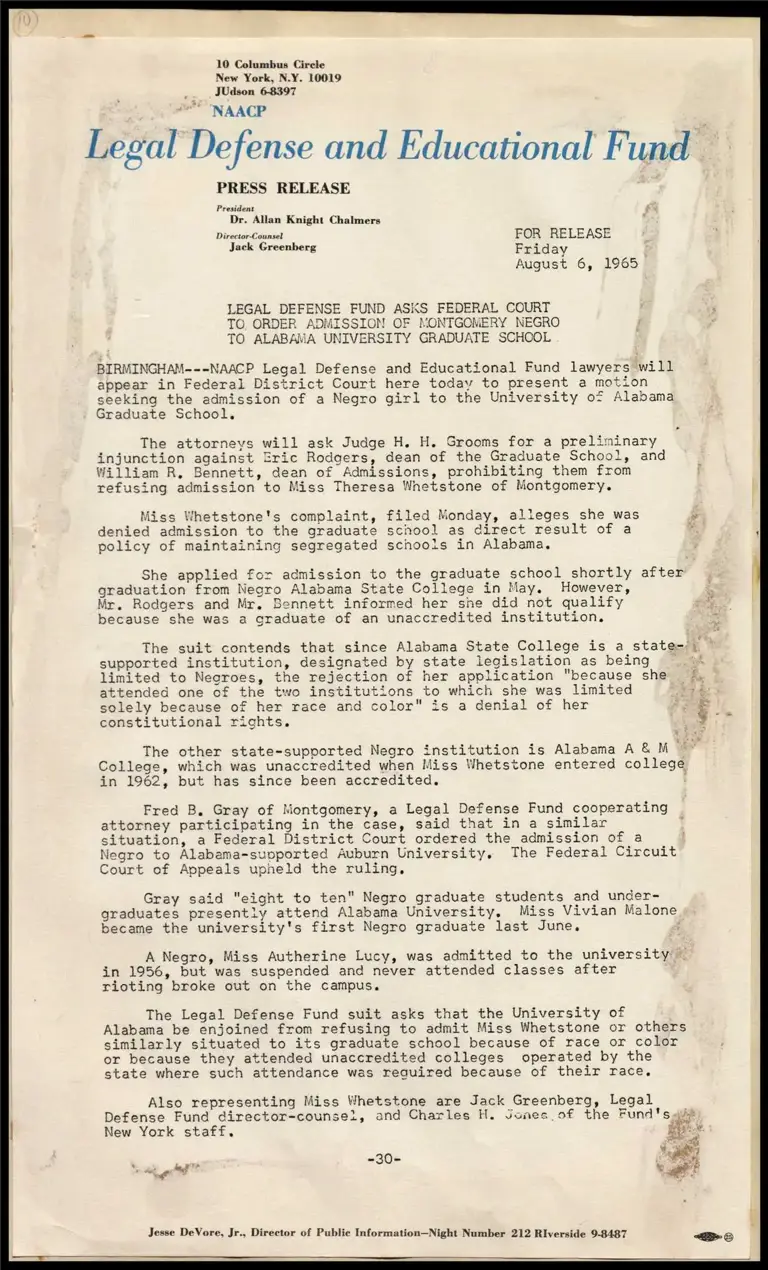 10
10 Columbus Circle
New York, N.Y. 10019
JUdson 6-8397
NAACP
Legal Defense and Educational Fund
PRESS RELEASE
President
Dr. Allan Knight Chalmers
Director-Counsel
Jack Greenberg
FOR RELEASE
Friday
August 6, 1965
LEGAL DEFENSE FUND ASKS FEDERAL COURT
TO ORDER ADMISSION OF MONTGOMERY NEGRO
TO ALABAMA UNIVERSITY GRADUATE SCHOOL
BIRMINGHAM---NAACP Legal Defense and Educational Fund lawyers will
appear in Federal District Court here today to present a motion
seeking the admission of a Negro girl to the University of Alabama
Graduate School.
The attorneys will ask Judge H. H. Grooms for a preliminary
injunction against Eric Rodgers, dean of the Graduate School, and
William R. Bennett, dean of Admissions, prohibiting them from
refusing admission to Miss Theresa Whetstone of Montgomery.
Miss Whetstone's complaint, filed Monday, alleges she was
denied admission to the graduate school as direct result of a
policy of maintaining segregated schools in Alabama.
She applied for admission to the graduate school shortly after
graduation from Negro Alabama State College in May. However,
Mr. Rodgers and Mr. Bennett informed her she did not qualify
because she was a graduate of an unaccredited institution.
The suit contends that since Alabama State College is a state-
supported institution, designated by state legislation as being
limited to Negroes, the rejection of her application "because she
attended one of the two institutions to which she was limited
solely because of her race and color" is a denial of her
constitutional rights.
The other state-supported Negro institution is Alabama A & M
College, which was unaccredited when Miss Whetstone entered college
in 1962, but has since been accredited.
Fred B. Gray of Montgomery, a Legal Defense Fund cooperating
attorney participating in the case, said that in a similar
situation, a Federal District Court ordered the admission of a
Negro to Alabama-supported Auburn University. The Federal Circuit
Court of Appeals upheld the ruling.
Gray said "eight to ten" Negro graduate students and under-
graduates presently attend Alabama University. Miss Vivian Malone
became the university's first Negro graduate last June.
A Negro, Miss Autherine Lucy, was admitted to the university
in 1956, but was suspended and never attended classes after
rioting broke out on the campus.
The Legal Defense Fund suit asks that the University of
Alabama be enjoined from refusing to admit Miss Whetstone or others
similarly situated to its graduate school because of race or color
or because they attended unaccredited colleges operated by the
state where such attendance was required because of their race.
Also representing Miss Whetstone are Jack Greenberg, Legal
Defense Fund director-counsel, and Charles H. Jones of the Fund's
New York staff.
-30-
Jesse DeVore, Jr., Director of Public Information—Night Number 212 RIverside 9-8487